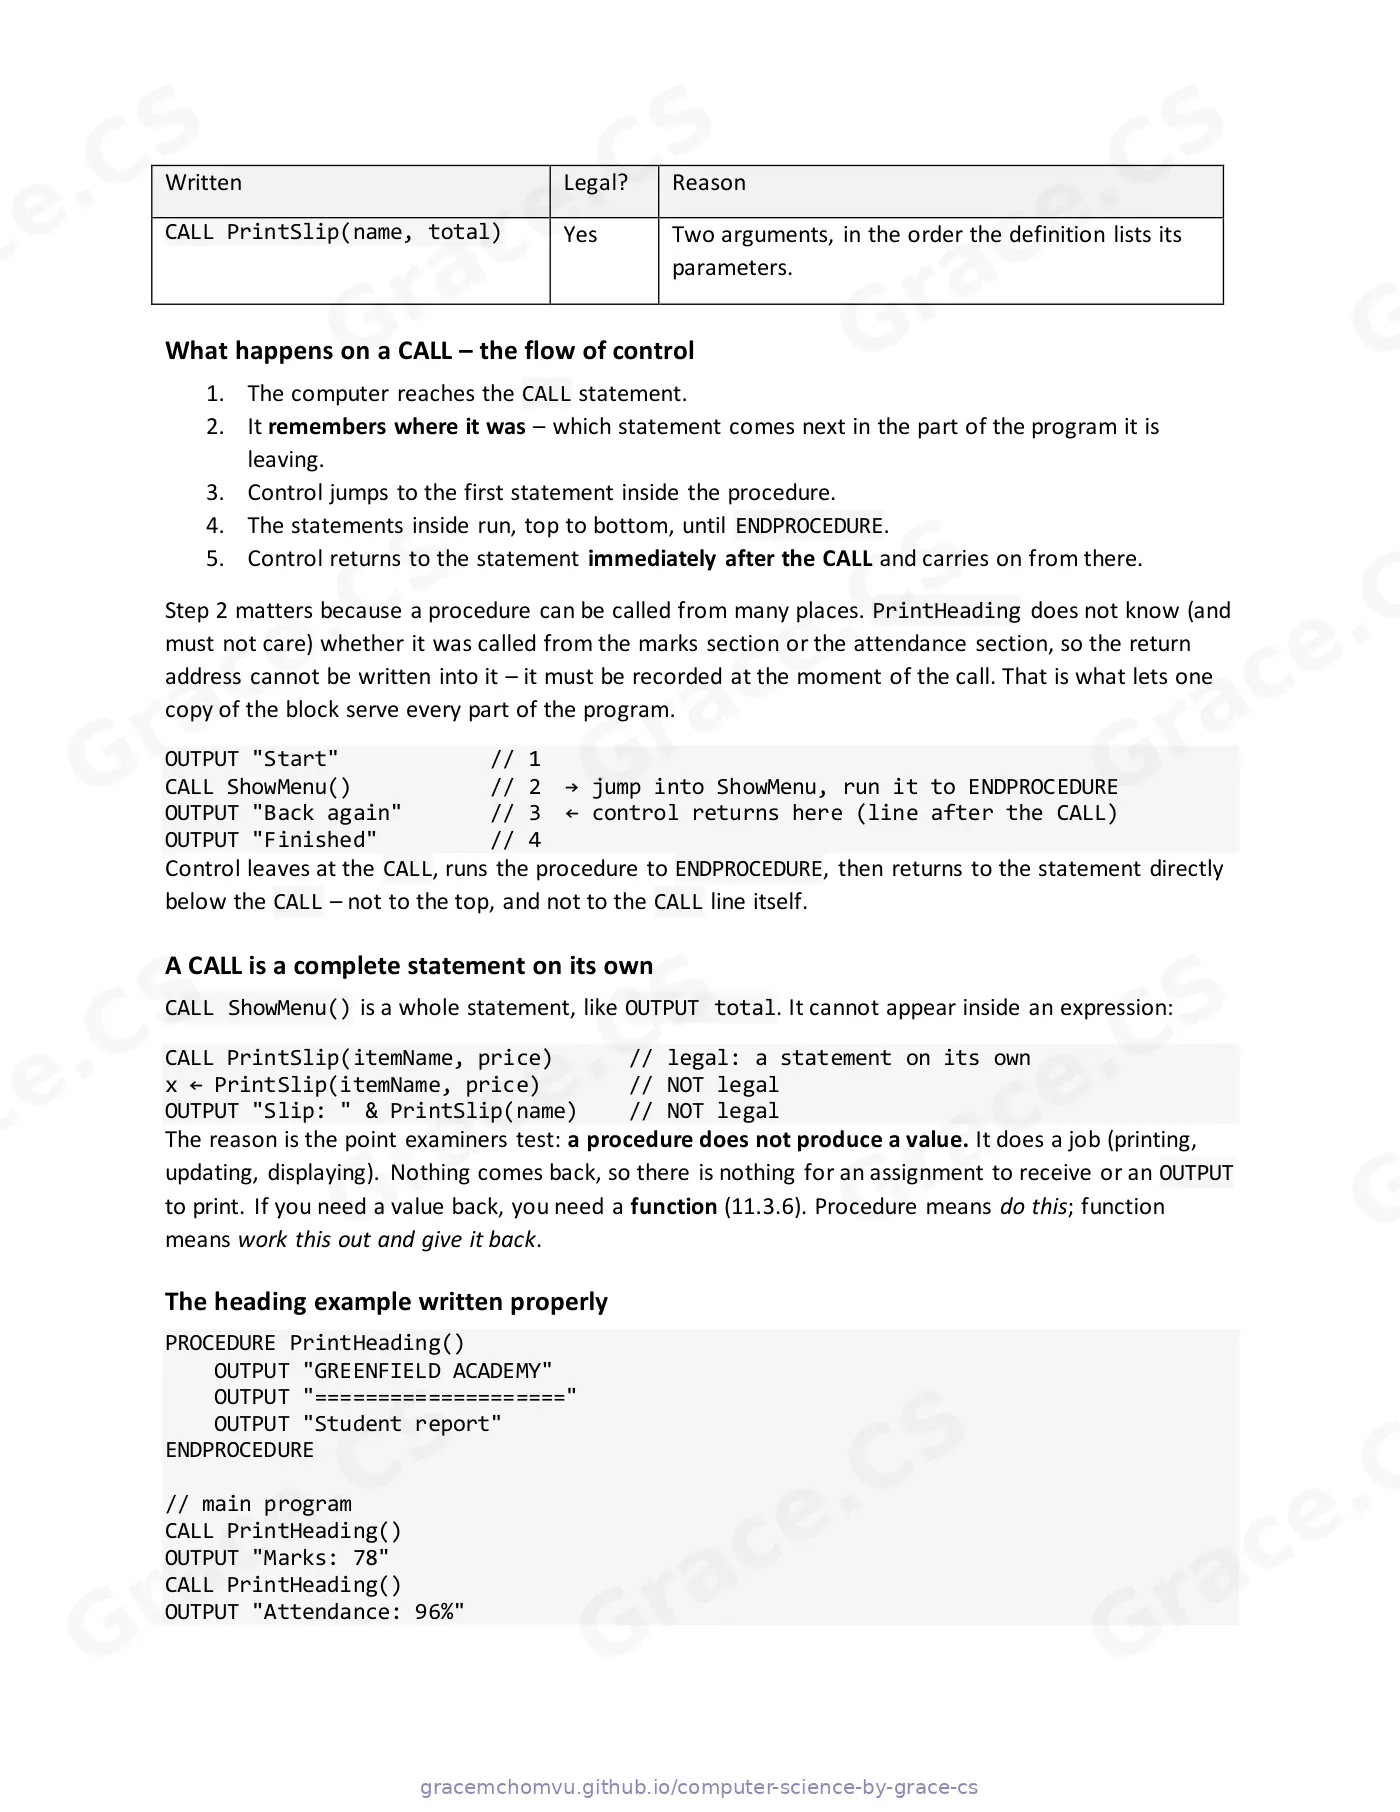 Written Legal? Reason
CALL PrintSlip(name, total) Yes Two arguments, in the order the definition lists its
parameters.
What happens on a CALL – the flow of control
1. The computer reaches the CALL statement.
2. It remembers where it was – which statement comes next in the part of the program it is
leaving.
3. Control jumps to the first statement inside the procedure.
4. The statements inside run, top to bottom, until ENDPROCEDURE.
5. Control returns to the statement immediately after the CALL and carries on from there.
Step 2 matters because a procedure can be called from many places. PrintHeading does not know (and
must not care) whether it was called from the marks section or the attendance section, so the return
address cannot be written into it – it must be recorded at the moment of the call. That is what lets one
copy of the block serve every part of the program.
OUTPUT "Start" // 1
CALL ShowMenu() // 2 → jump into ShowMenu, run it to ENDPROCEDURE
OUTPUT "Back again" // 3 ← control returns here (line after the CALL)
OUTPUT "Finished" // 4
Control leaves at the CALL, runs the procedure to ENDPROCEDURE, then returns to the statement directly
below the CALL – not to the top, and not to the CALL line itself.
A CALL is a complete statement on its own
CALL ShowMenu() is a whole statement, like OUTPUT total. It cannot appear inside an expression:
CALL PrintSlip(itemName, price) // legal: a statement on its own
x ← PrintSlip(itemName, price) // NOT legal
OUTPUT "Slip: " & PrintSlip(name) // NOT legal
The reason is the point examiners test: a procedure does not produce a value. It does a job (printing,
updating, displaying). Nothing comes back, so there is nothing for an assignment to receive or an OUTPUT
to print. If you need a value back, you need a function (11.3.6). Procedure means do this; function
means work this out and give it back.
The heading example written properly
PROCEDURE PrintHeading()
OUTPUT "GREENFIELD ACADEMY"
OUTPUT "===================="
OUTPUT "Student report"
ENDPROCEDURE
// main program
CALL PrintHeading()
OUTPUT "Marks: 78"
CALL PrintHeading()
OUTPUT "Attendance: 96%"
gracemchomvu.github.io/computer-science-by-grace-cs
Grace.CS